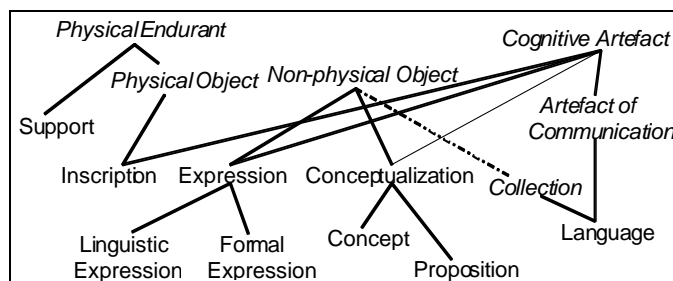 Physical Endurant
Cognitive Artefact
Physical Object
Non-physical Object
Support
Artefact of
Communication
Inscription
Expression
Conceptualization
Collection
Linguistic
Expression
Formal
Expression
Concept
Proposition
Language